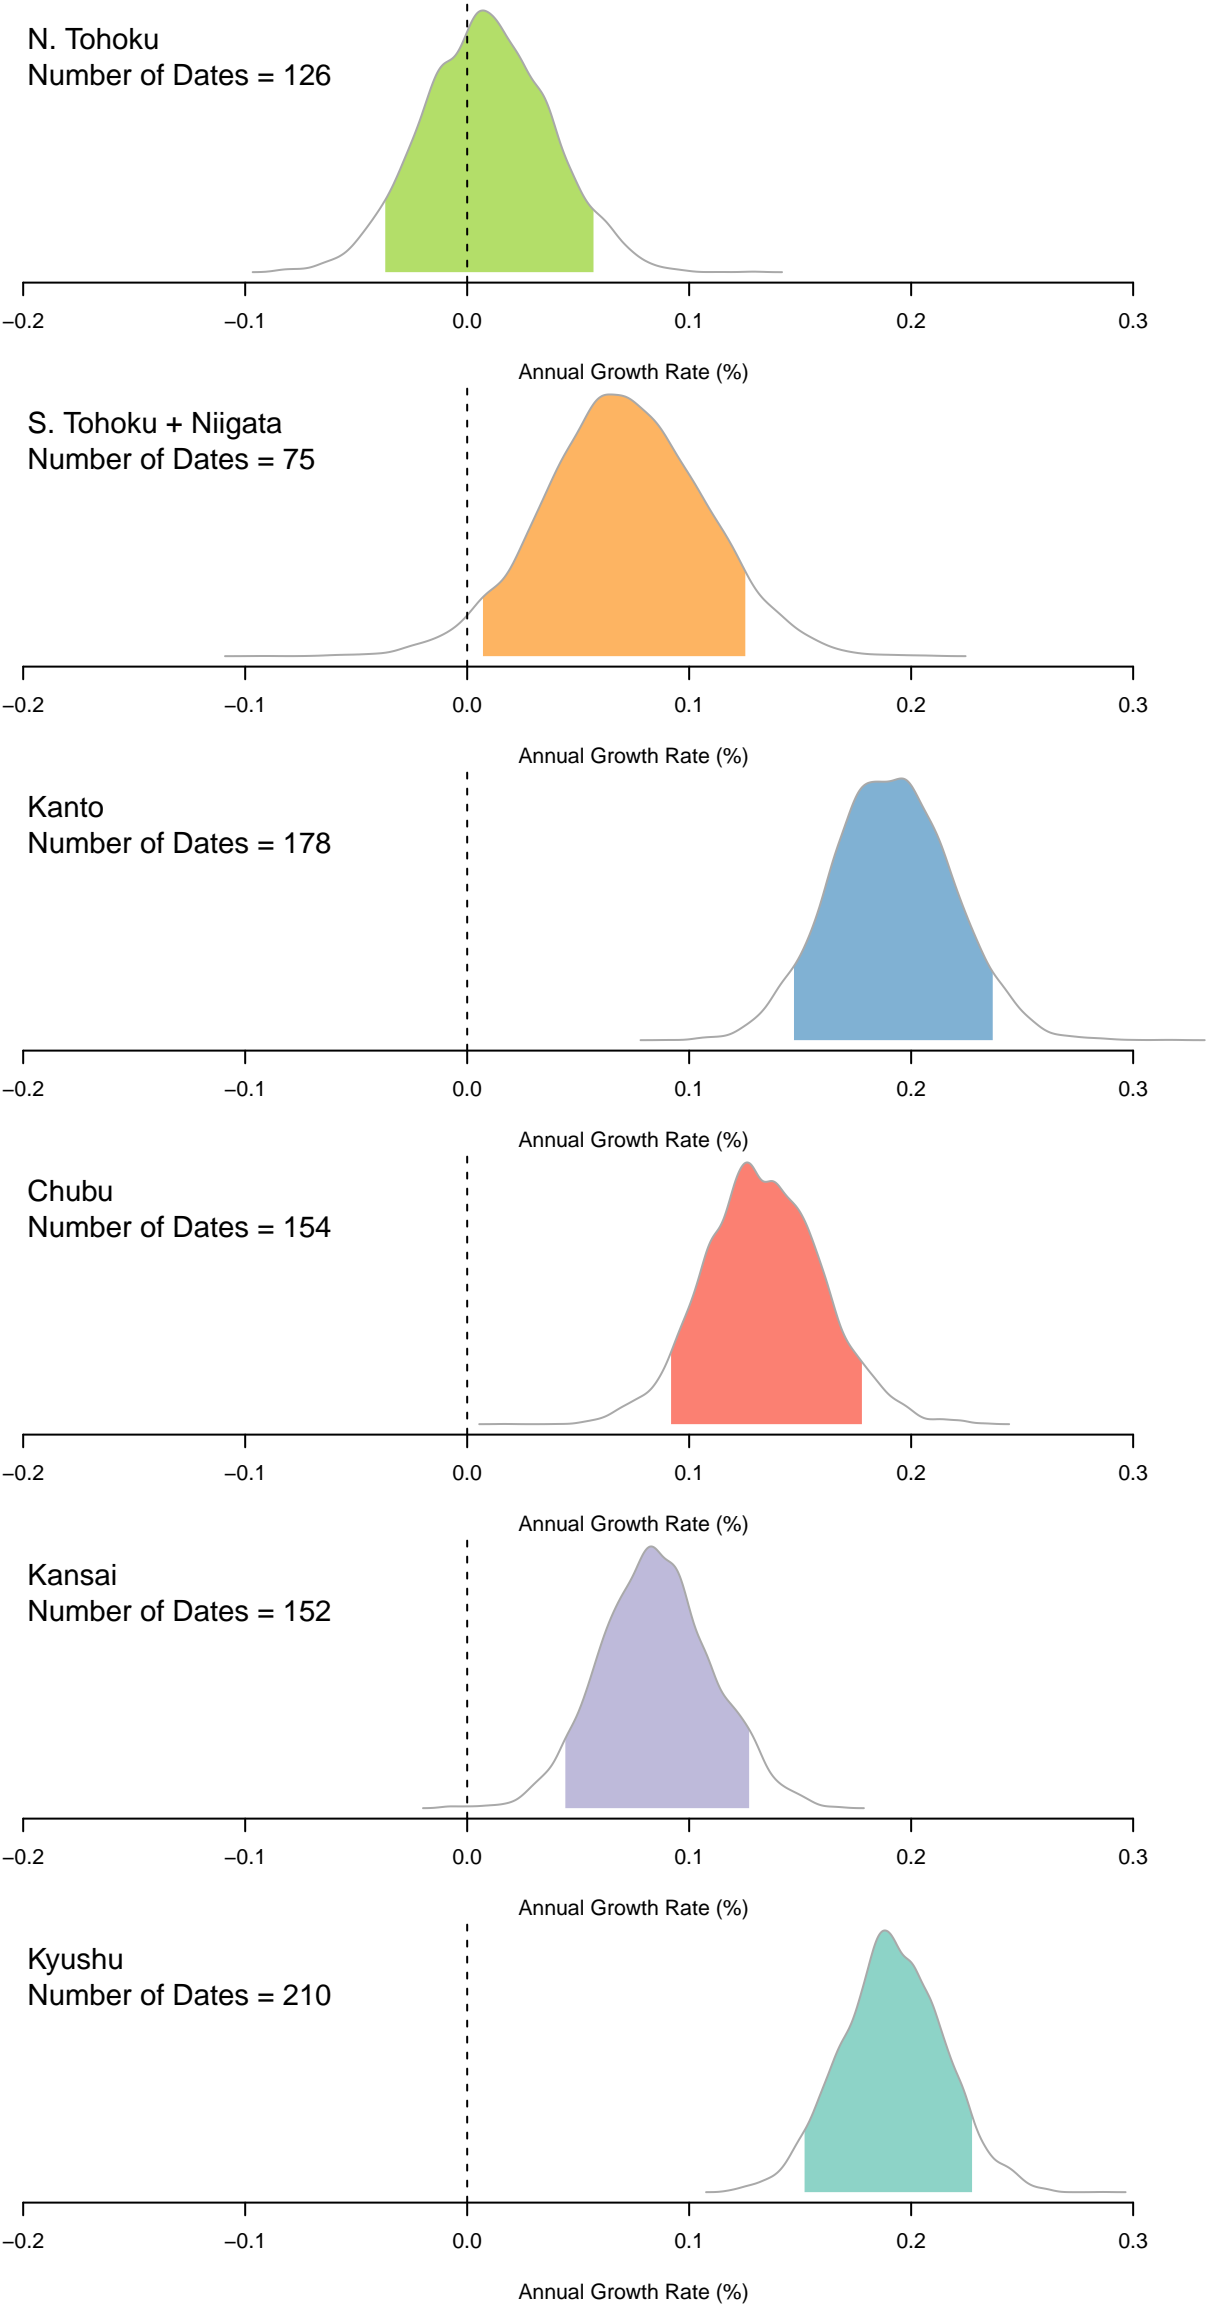 N. Tohoku
Number of Dates = 126
−0.2 −0.1 0.0 0.1 0.2 0.3
Annual Growth Rate (%)
S. Tohoku + Niigata
Number of Dates = 75
−0.2 −0.1 0.0 0.1 0.2 0.3
Annual Growth Rate (%)
Kanto
Number of Dates = 178
−0.2 −0.1 0.0 0.1 0.2 0.3
Annual Growth Rate (%)
Chubu
Number of Dates = 154
−0.2 −0.1 0.0 0.1 0.2 0.3
Annual Growth Rate (%)
Kansai
Number of Dates = 152
−0.2 −0.1 0.0 0.1 0.2 0.3
Annual Growth Rate (%)
Kyushu
Number of Dates = 210
−0.2 −0.1 0.0 0.1 0.2 0.3
Annual Growth Rate (%)